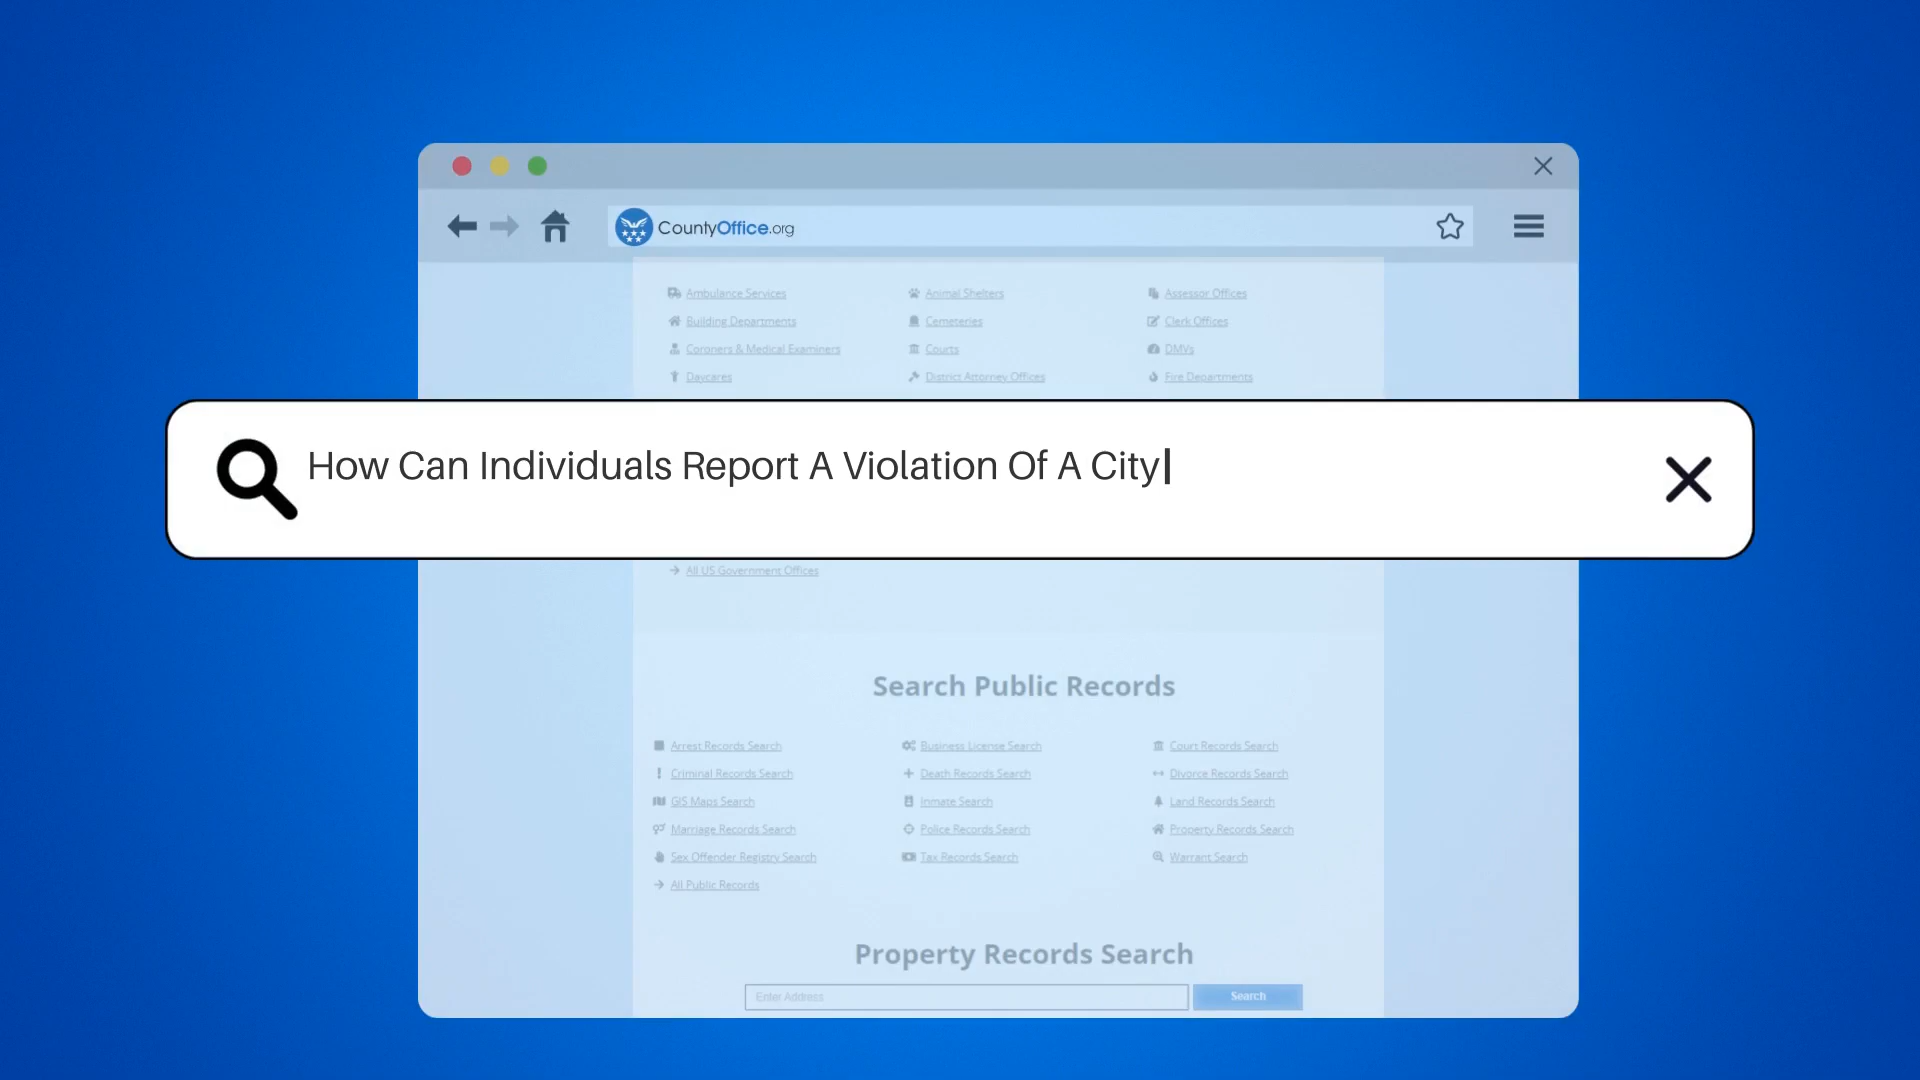 CountyOffice.org
Ambulance Services Animal Shelters Assessor Offices
Building Departments Cemeteries Clerk Offices
Coroners & Medical Examiners Courts DMVs
Daycares District Attorney Offices Fire Departments
How Can Individuals Report A Violation Of A City
All US Government Offices
Search Public Records
Arrest Records Search Business License Search Court Records Search
Criminal Records Search Death Records Search Divorce Records Search
GIS Maps Search Inmate Search Land Records Search
Marriage Records Search Police Records Search Property Records Search
Sex Offender Registry Search Tax Records Search Warrant Search
All Public Records
Property Records Search
Enter Address Search